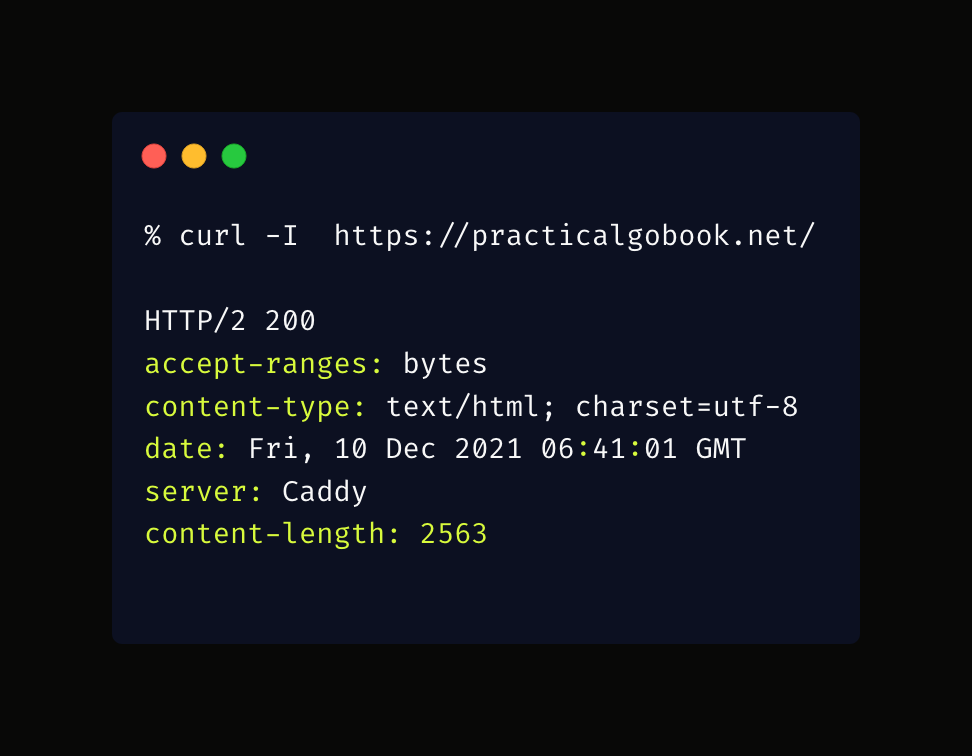 % curl -I  https://practicalgobook.net/
HTTP/2 200
accept-ranges: bytes
content-type: text/html; charset=utf-8
date: Fri, 10 Dec 2021 06:41:01 GMT
server: Caddy
content-length: 2563